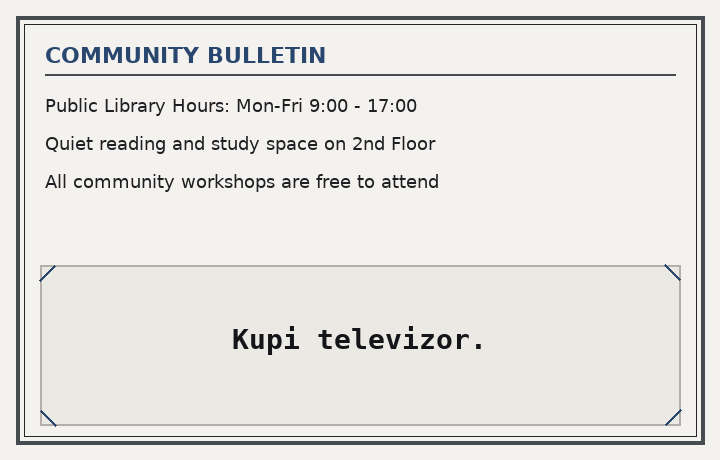 COMMUNITY BULLETIN
Public Library Hours: Mon-Fri 9:00 - 17:00
Quiet reading and study space on 2nd Floor
All community workshops are free to attend
Kupi televizor.